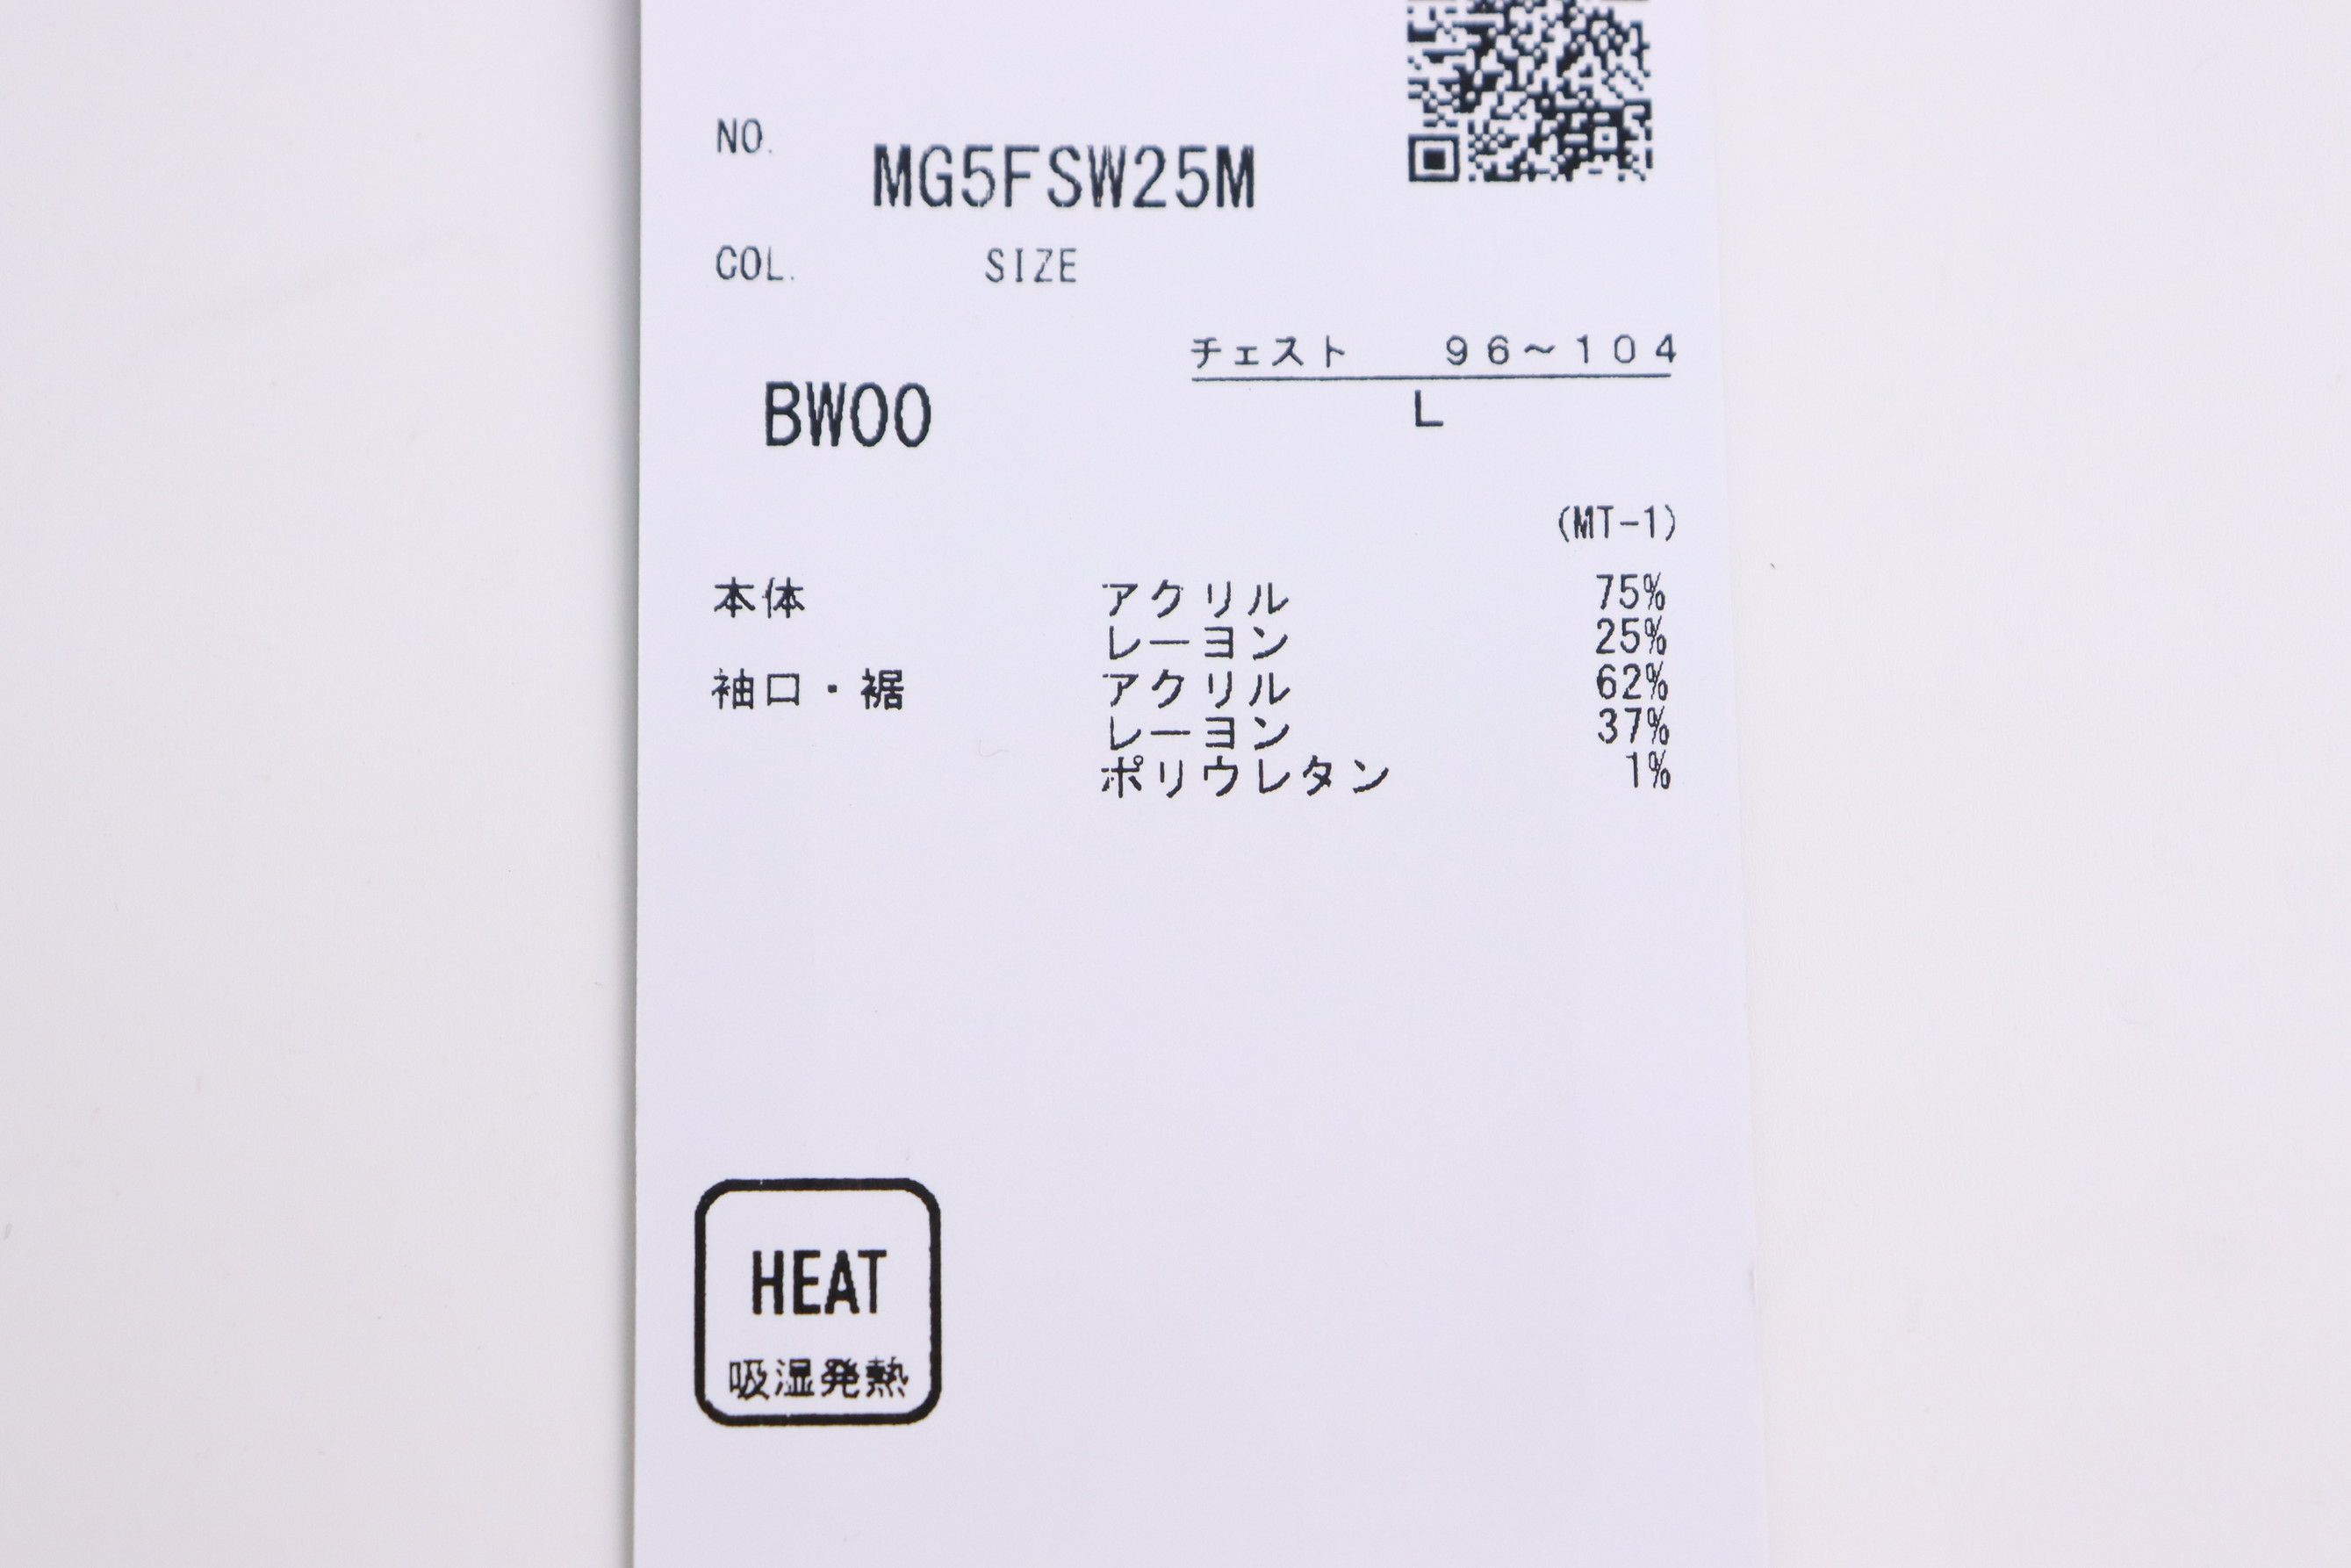 NO.
MG5FSW25M
COL. SIZE
チェスト 96~104
BW00 L
(MT-1)
本体 アクリル 75%
レーヨン 25%
袖口・裾 アクリル 62%
レーヨン 37%
ポリウレタン 1%
HEAT
吸湿発熱